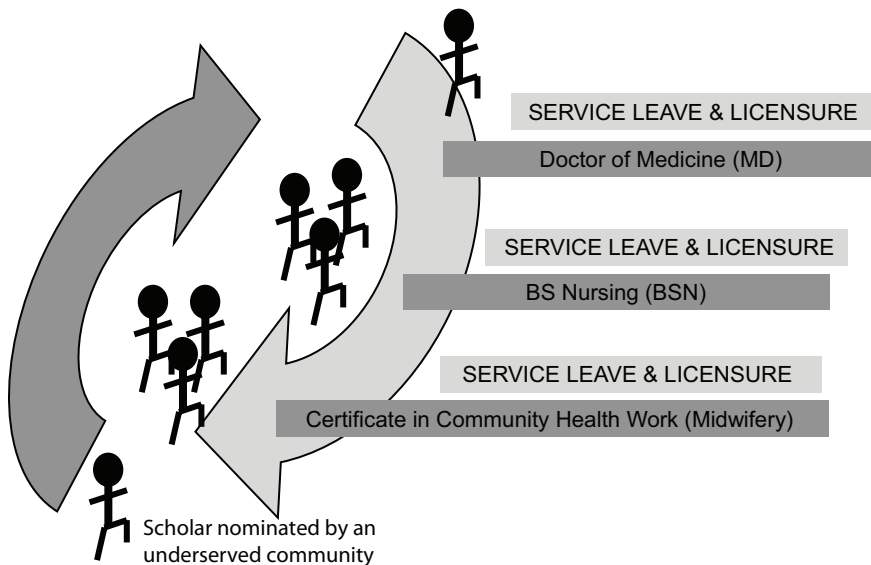 SERVICE LEAVE & LICENSURE
Doctor of Medicine (MD)
SERVICE LEAVE & LICENSURE
BS Nursing (BSN)
SERVICE LEAVE & LICENSURE
Certificate in Community Health Work (Midwifery)
Scholar nominated by an
underserved community